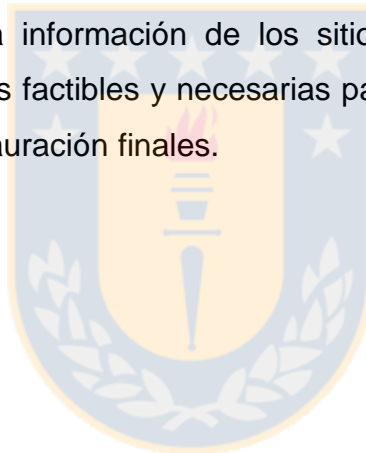 a información de los sitio
s factibles y necesarias pa
auración finales.